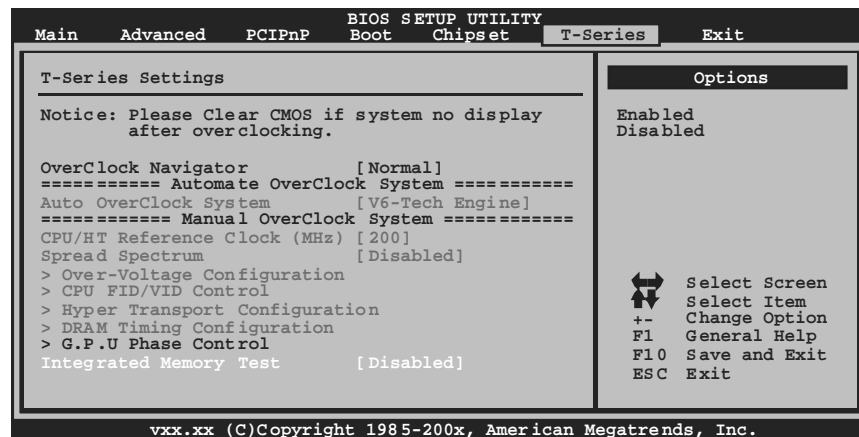 BIOS SETUP UTILITY
Main Advanced PCIPnP Boot Chipset T-Series Exit
T-Series Settings
Notice: Please Clear CMOS if system no display
after overclocking.
OverClock Navigator [Normal]
=========== Automate OverClock System ===========
Auto OverClock System [V6-Tech Engine]
============ Manual OverClock System ============
CPU/HT Reference Clock (MHz) [200]
Spread Spectrum [Disabled]
> Over-Voltage Configuration
> CPU FID/VID Control
> Hyper Transport Configuration
> DRAM Timing Configuration
> G.P.U Phase Control
Integrated Memory Test [Disabled]
Options
Enabled
Disabled
Select Screen
Select Item
+- Change Option
F1 General Help
F10 Save and Exit
ESC Exit
vxx.xx (C)Copyright 1985-200x, American Megatrends, Inc.